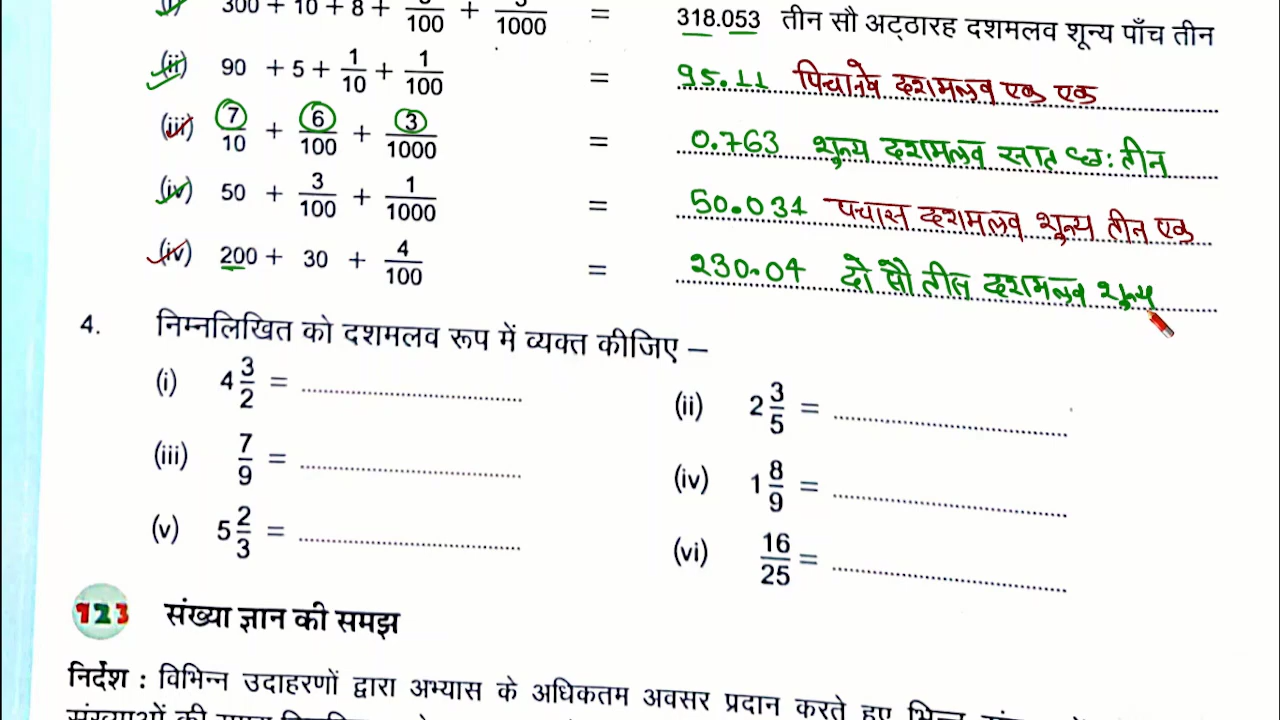 (i) 300 + 10 + 8 + /100 + /1000 = 318.053 तीन सौ अट्ठारह दशमलव शून्य पाँच तीन
(ii) 90 + 5 + 1/10 + 1/100 = 95.11 पिचानवे दशमलव एक एक
(iii) 7/10 + 6/100 + 3/1000 = 0.763 शून्य दशमलव सात छः तीन
(iv) 50 + 3/100 + 1/1000 = 50.031 पचास दशमलव शून्य तीन एक
(iv) 200 + 30 + 4/100 = 230.04 दो सौ तीस दशमलव शून्य
4. निम्नलिखित को दशमलव रूप में व्यक्त कीजिए –
(i) 4 3/2 = ............ (ii) 2 3/5 = ............
(iii) 7/9 = ............ (iv) 1 8/9 = ............
(v) 5 2/3 = ............ (vi) 16/25 = ............
123 संख्या ज्ञान की समझ
निर्देश : विभिन्न उदाहरणों द्वारा अभ्यास के अधिकतम अवसर प्रदान करते हुए भिन्न
संख्याओं की समझ